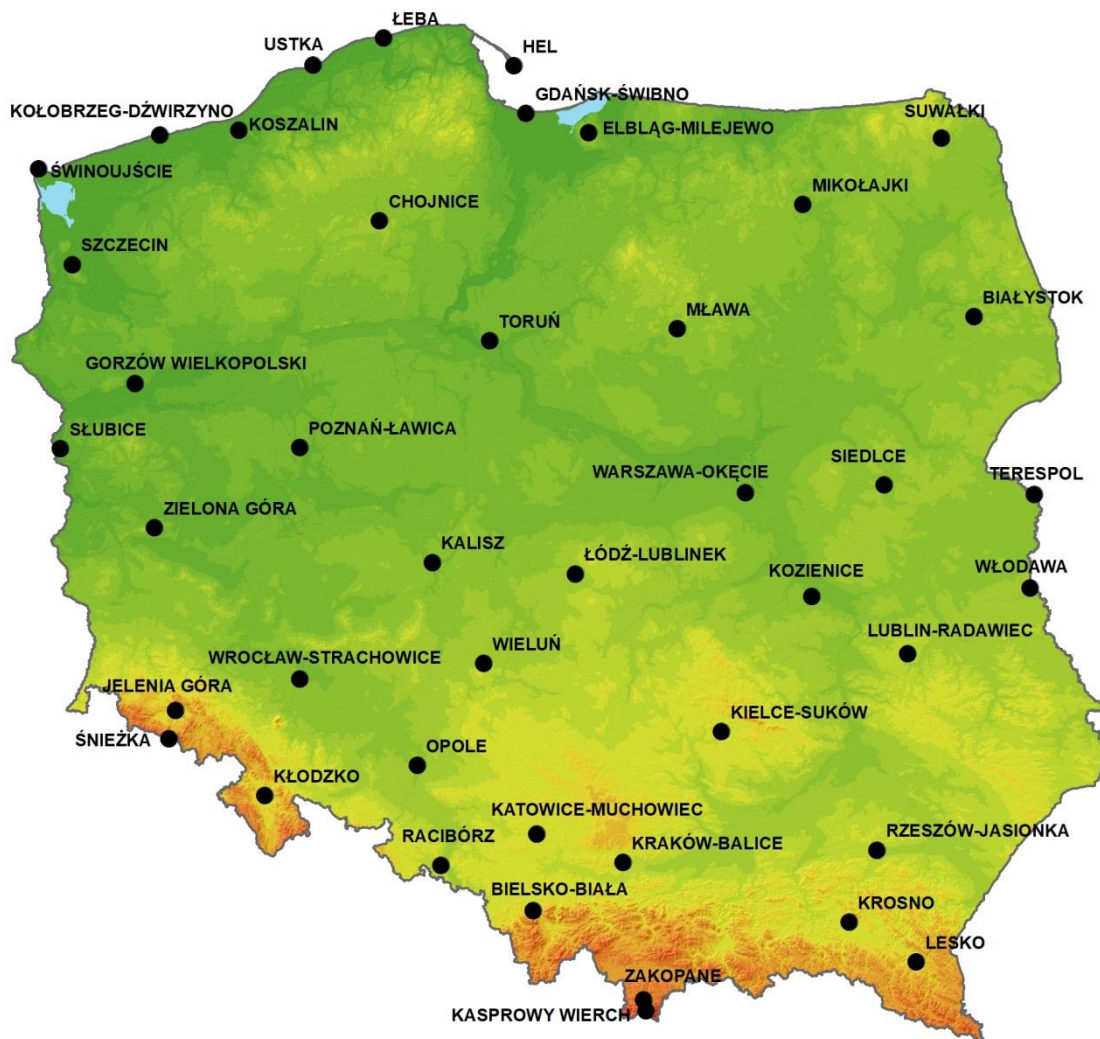 ŁEBA
USTKA
HEL
KOŁOBRZEG-DŹWIRZYNO
KOSZALIN
GDAŃSK-ŚWIBNO
ELBLĄG-MILEJEWO
SUWAŁKI
ŚWINOUJŚCIE
MIKOŁAJKI
CHOJNICE
SZCZECIN
BIAŁYSTOK
MŁAWA
TORUŃ
GORZÓW WIELKOPOLSKI
POZNAŃ-ŁAWICA
SŁUBICE
SIEDLCE
WARSZAWA-OKĘCIE
TERESPOL
ZIELONA GÓRA
KALISZ
ŁÓDŹ-LUBLINEK
WŁODAWA
KOZIENICE
LUBLIN-RADAWIEC
WIELUŃ
WROCŁAW-STRACHOWICE
JELENIA GÓRA
KIELCE-SUKÓW
ŚNIEŻKA
OPOLE
KŁODZKO
KATOWICE-MUCHOWIEC
RZESZÓW-JASIONKA
RACIBÓRZ
KRAKÓW-BALICE
BIELSKO-BIAŁA
KROSNO
LESKO
ZAKOPANE
KASPROWY WIERCH